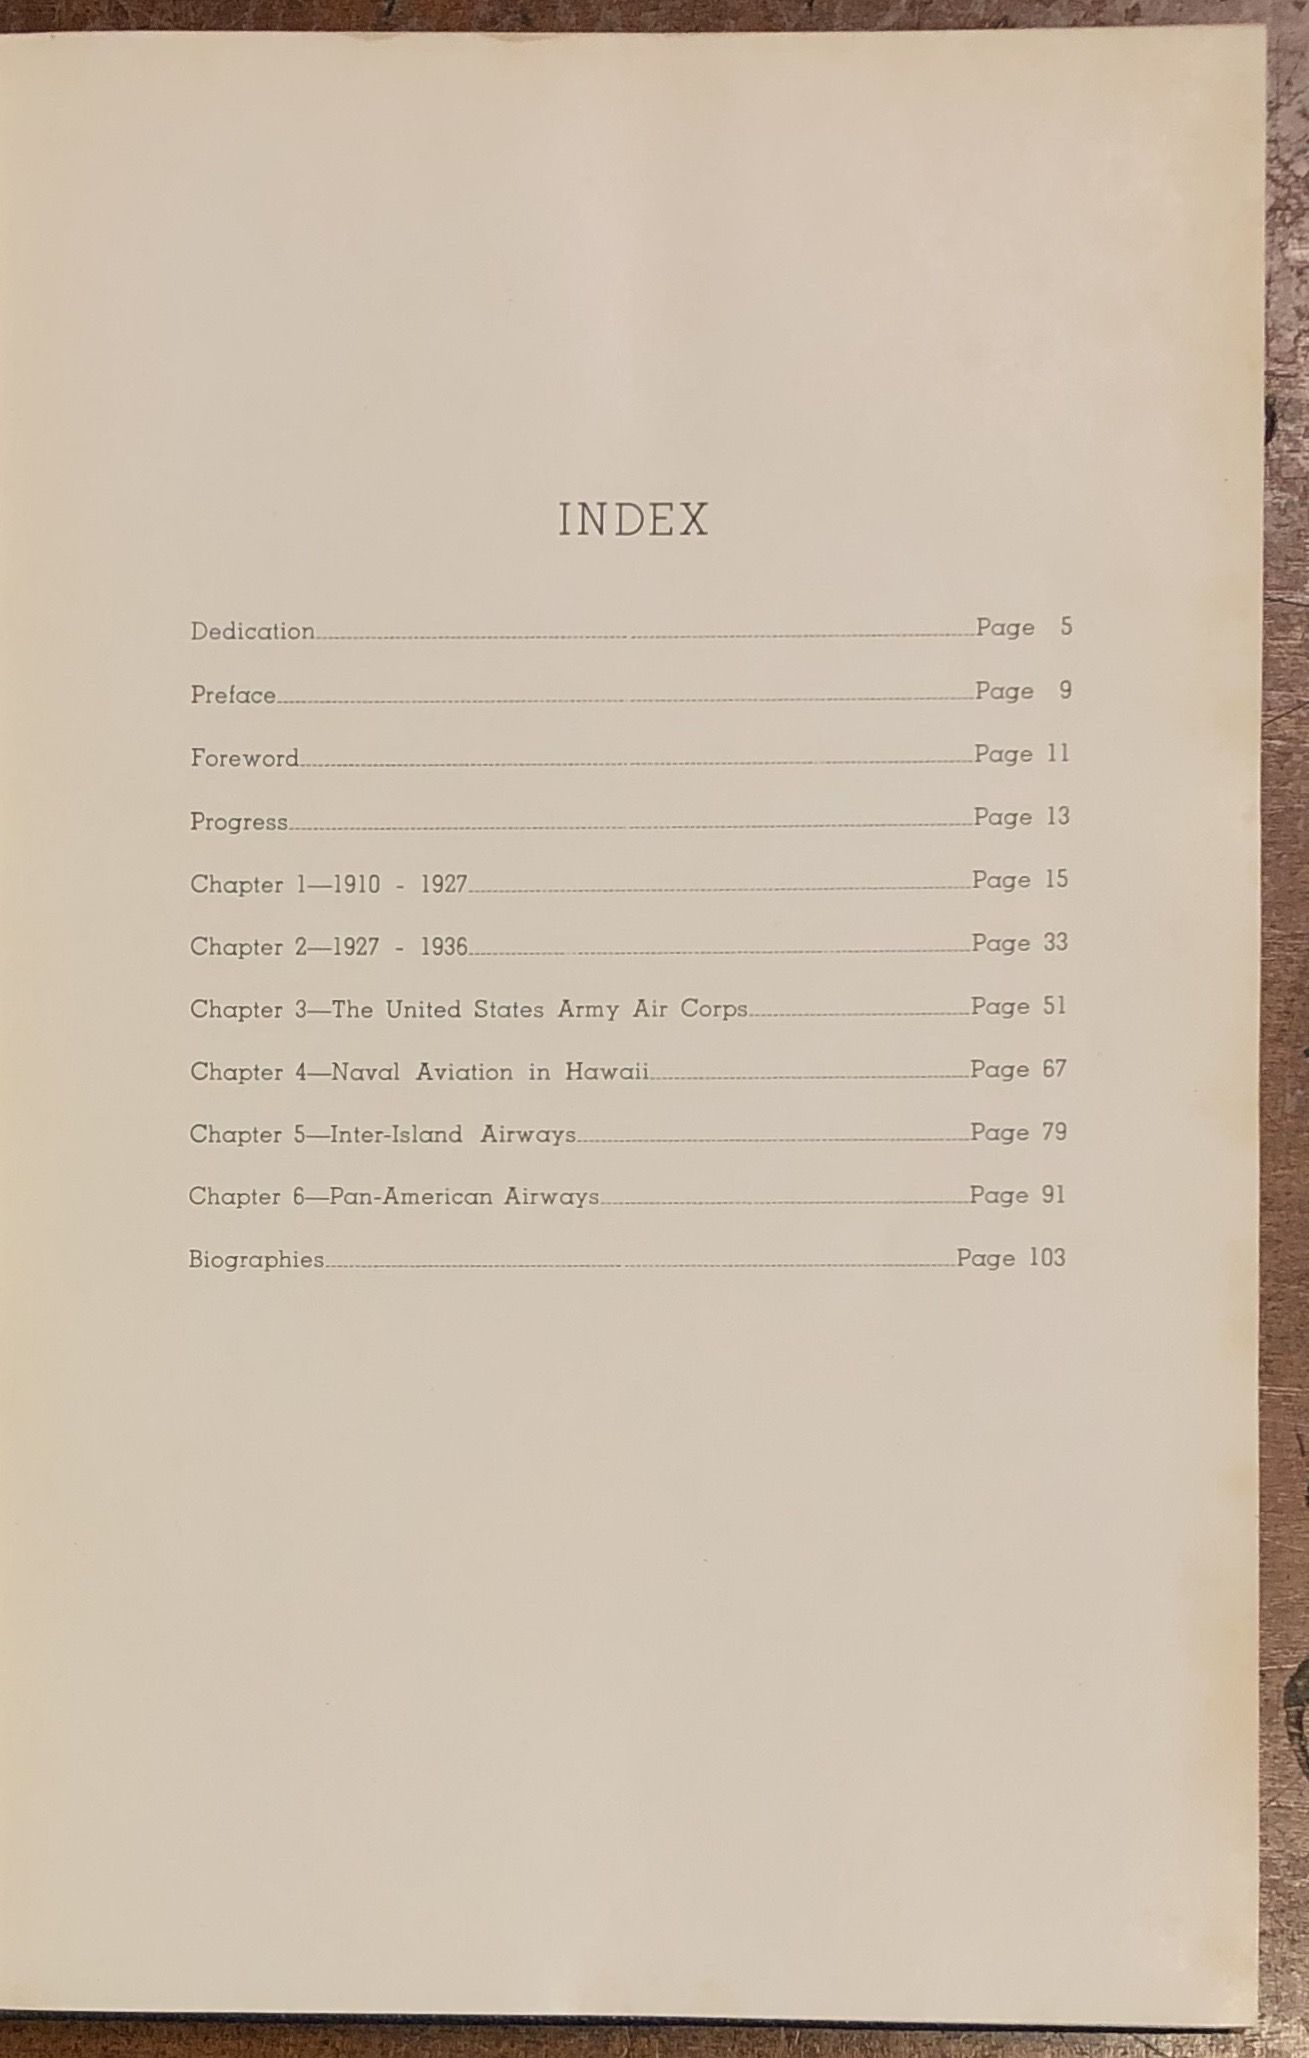 INDEX
Dedication Page 5
Preface Page 9
Foreword Page 11
Progress Page 13
Chapter 1—1910 - 1927 Page 15
Chapter 2—1927 - 1936 Page 33
Chapter 3—The United States Army Air Corps Page 51
Chapter 4—Naval Aviation in Hawaii Page 67
Chapter 5—Inter-Island Airways Page 79
Chapter 6—Pan-American Airways Page 91
Biographies Page 103